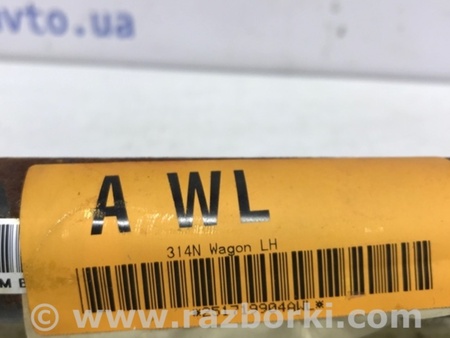 vto.ua
A WL
314N Wagon LH
www.razborki.com